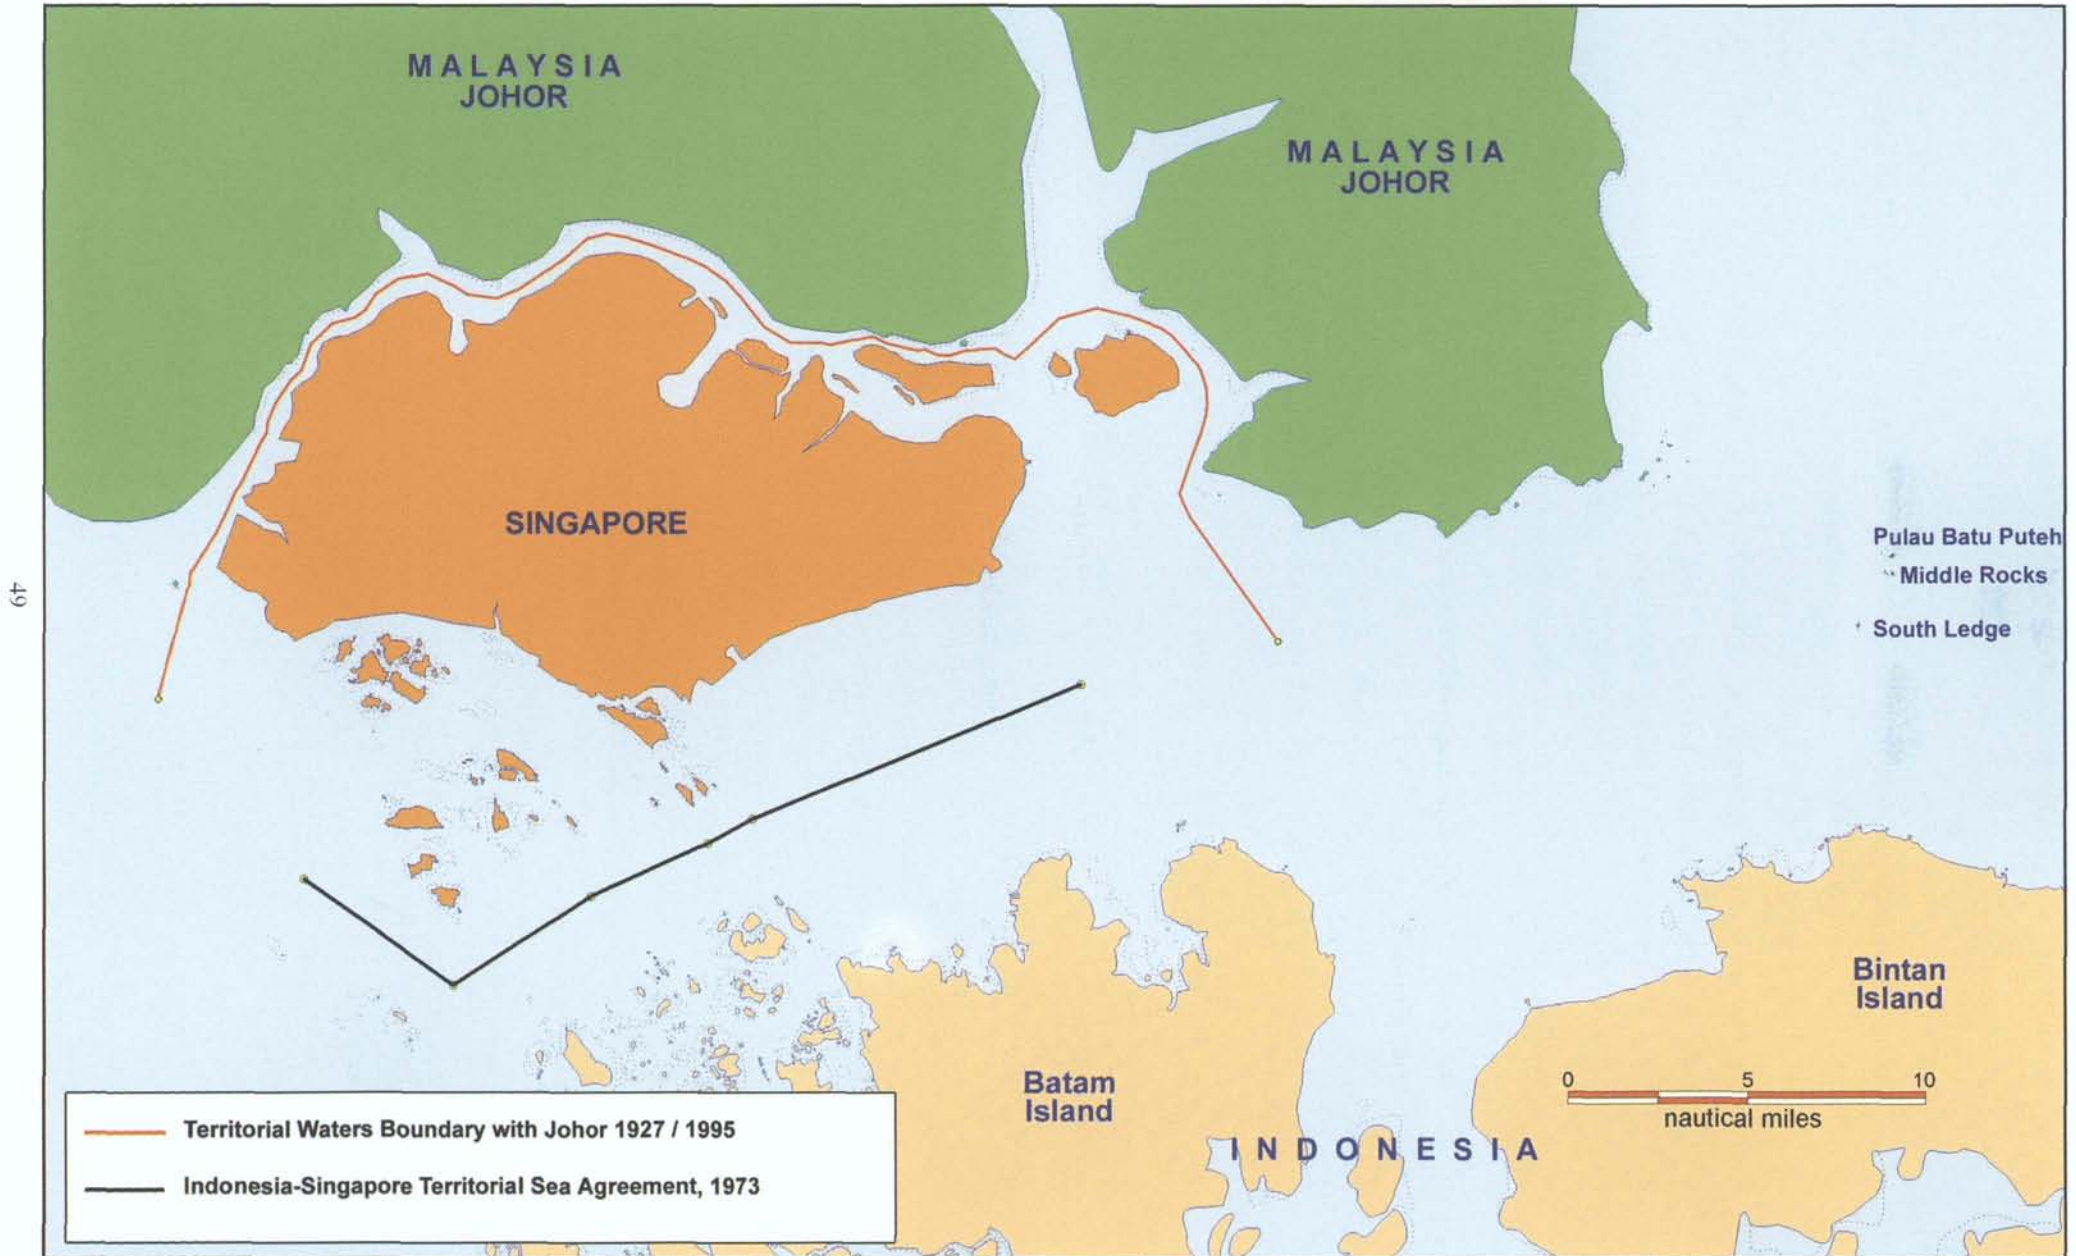 MALAYSIA
JOHOR
MALAYSIA
JOHOR
SINGAPORE
Pulau Batu Puteh
Middle Rocks
South Ledge
49
Bintan
Island
Batam
Island
0 5 10
nautical miles
INDONESIA
Territorial Waters Boundary with Johor 1927 / 1995
Indonesia-Singapore Territorial Sea Agreement, 1973